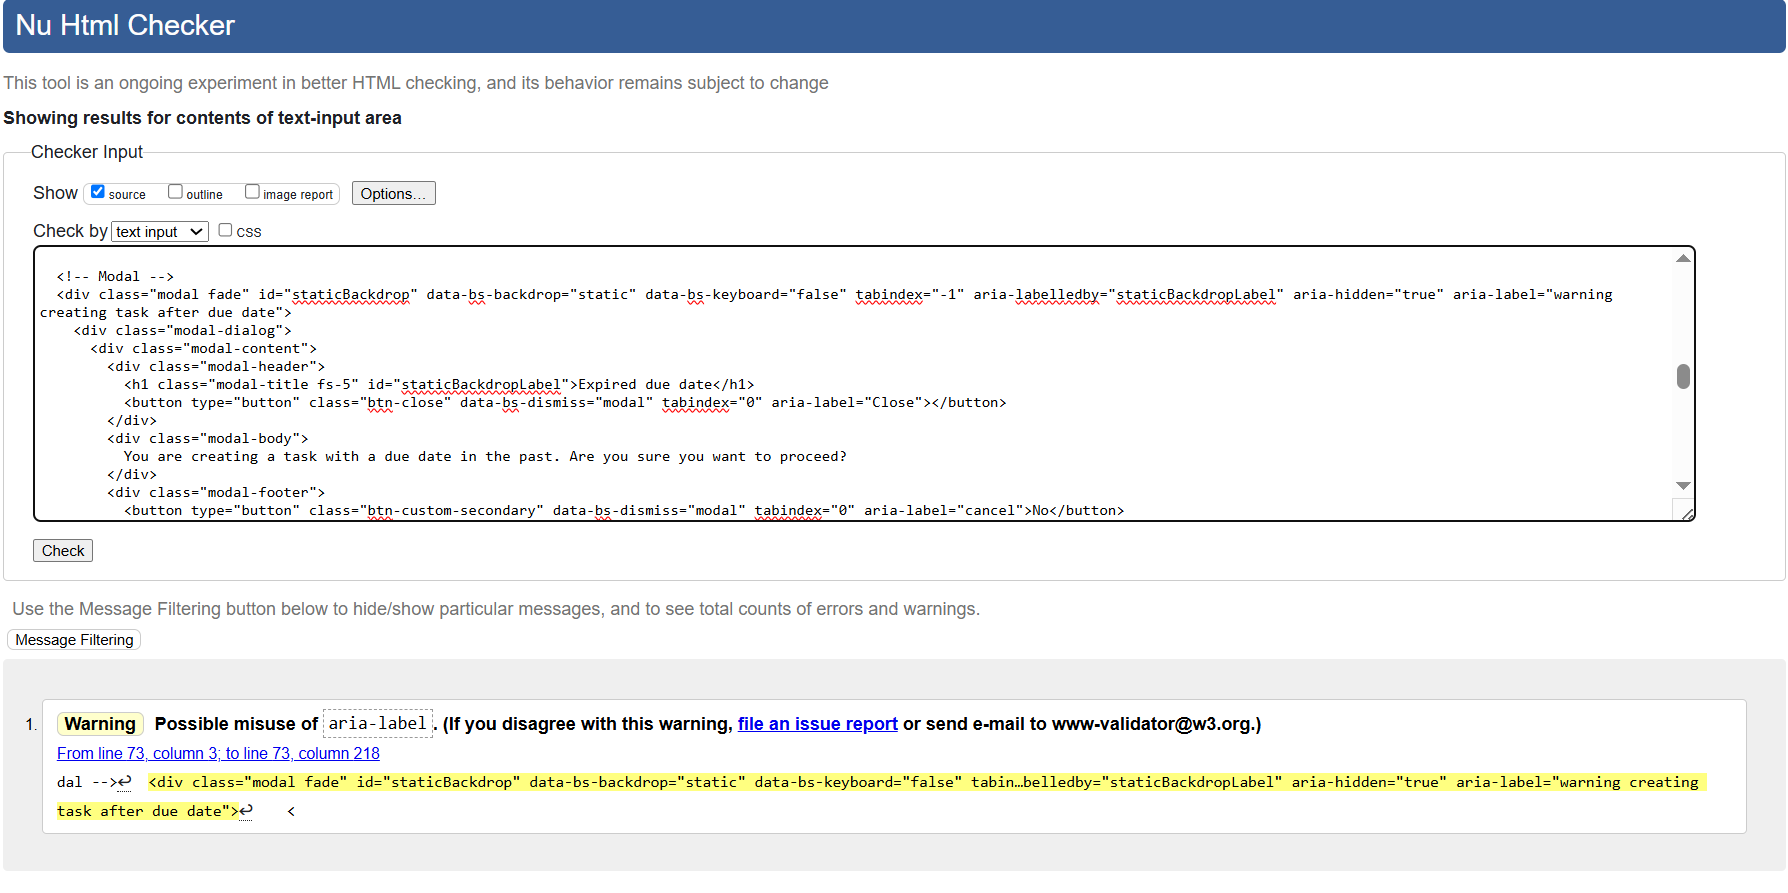 Nu Html Checker
This tool is an ongoing experiment in better HTML checking, and its behavior remains subject to change
Showing results for contents of text-input area
Checker Input
Show source outline image report Options...
Check by text input css
<!-- Modal -->
<div class="modal fade" id="staticBackdrop" data-bs-backdrop="static" data-bs-keyboard="false" tabindex="-1" aria-labelledby="staticBackdropLabel" aria-hidden="true" aria-label="warning
creating task after due date">
<div class="modal-dialog">
<div class="modal-content">
<div class="modal-header">
<h1 class="modal-title fs-5" id="staticBackdropLabel">Expired due date</h1>
<button type="button" class="btn-close" data-bs-dismiss="modal" tabindex="0" aria-label="Close"></button>
</div>
<div class="modal-body">
You are creating a task with a due date in the past. Are you sure you want to proceed?
</div>
<div class="modal-footer">
<button type="button" class="btn-custom-secondary" data-bs-dismiss="modal" tabindex="0" aria-label="cancel">No</button>
Check
Use the Message Filtering button below to hide/show particular messages, and to see total counts of errors and warnings.
Message Filtering
1. Warning Possible misuse of aria-label. (If you disagree with this warning, file an issue report or send e-mail to www-validator@w3.org.)
From line 73, column 3; to line 73, column 218
dal -->↩ <div class="modal fade" id="staticBackdrop" data-bs-backdrop="static" data-bs-keyboard="false" tabin…belledby="staticBackdropLabel" aria-hidden="true" aria-label="warning creating
task after due date">↩ <